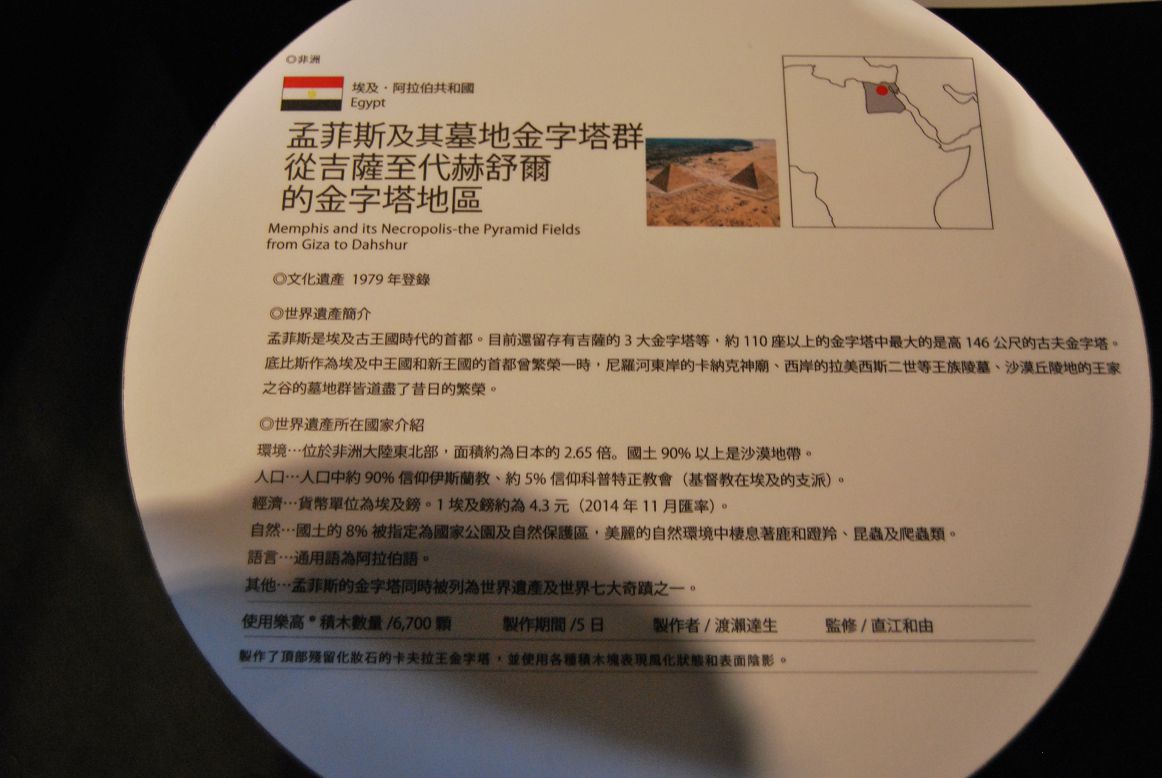 ◎非洲
埃及・阿拉伯共和國
Egypt
孟菲斯及其墓地金字塔群
從吉薩至代赫舒爾
的金字塔地區
Memphis and its Necropolis-the Pyramid Fields
from Giza to Dahshur
◎文化遺產 1979 年登錄
◎世界遺產簡介
孟菲斯是埃及古王國時代的首都。目前還留存有吉薩的 3 大金字塔等，約 110 座以上的金字塔中最大的是高 146 公尺的古夫金字塔。
底比斯作為埃及中王國和新王國的首都曾繁榮一時，尼羅河東岸的卡納克神廟、西岸的拉美西斯二世等王族陵墓、沙漠丘陵地的王家
之谷的墓地群皆道盡了昔日的繁榮。
◎世界遺產所在國家介紹
環境…位於非洲大陸東北部，面積約為日本的 2.65 倍。國土 90% 以上是沙漠地帶。
人口…人口中約 90% 信仰伊斯蘭教、約 5% 信仰科普特正教會（基督教在埃及的支派）。
經濟…貨幣單位為埃及鎊。1 埃及鎊約為 4.3 元（2014 年 11 月匯率）。
自然…國土的 8% 被指定為國家公園及自然保護區，美麗的自然環境中棲息著鹿和蹬羚、昆蟲及爬蟲類。
語言…通用語為阿拉伯語。
其他…孟菲斯的金字塔同時被列為世界遺產及世界七大奇蹟之一。
使用樂高®積木數量 /6,700 顆 製作期間 /5 日 製作者 / 渡瀨達生 監修 / 直江和由
製作了頂部殘留化妝石的卡夫拉王金字塔，並使用各種積木塊表現風化狀態和表面陰影。